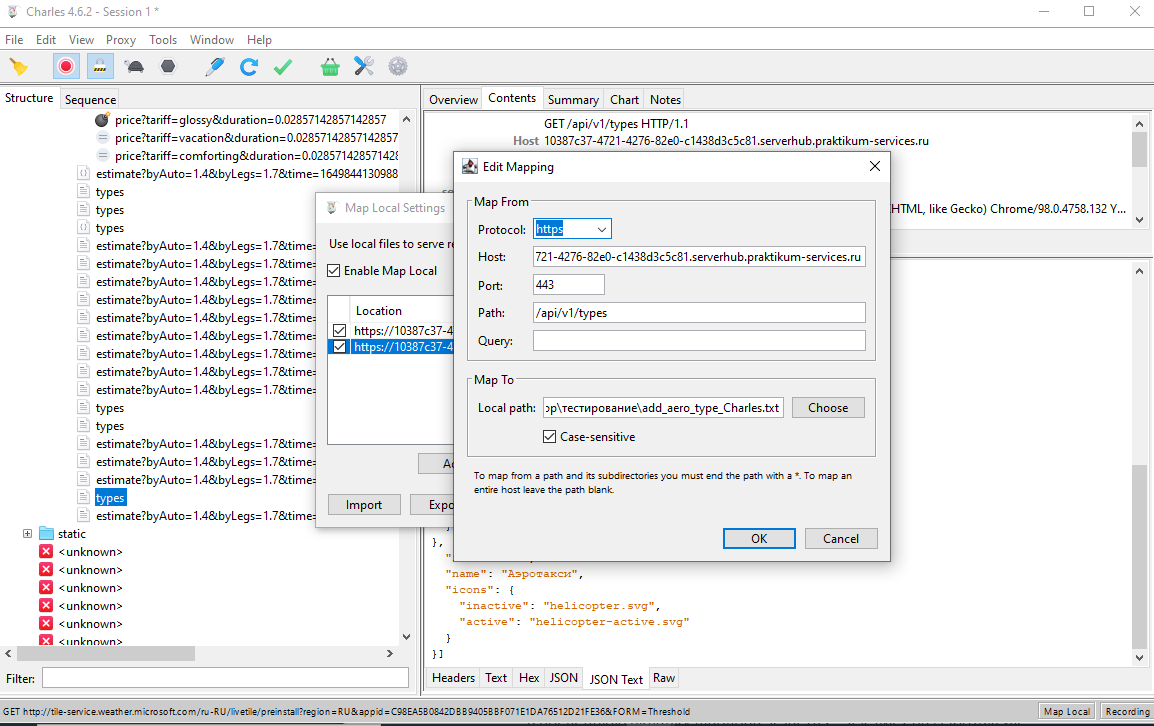 Charles 4.6.2 - Session 1 *
File Edit View Proxy Tools Window Help
Structure Sequence
price?tariff=glossy&duration=0.02857142857142857
price?tariff=vacation&duration=0.02857142857142857
price?tariff=comforting&duration=0.028571428571428
estimate?byAuto=1.4&byLegs=1.7&time=1649844130988
types
types
types
estimate?byAuto=1.4&byLegs=1.7&time=
estimate?byAuto=1.4&byLegs=1.7&time=
estimate?byAuto=1.4&byLegs=1.7&time=
estimate?byAuto=1.4&byLegs=1.7&time=
estimate?byAuto=1.4&byLegs=1.7&time=
estimate?byAuto=1.4&byLegs=1.7&time=
estimate?byAuto=1.4&byLegs=1.7&time=
estimate?byAuto=1.4&byLegs=1.7&time=
estimate?byAuto=1.4&byLegs=1.7&time=
types
types
estimate?byAuto=1.4&byLegs=1.7&time=
estimate?byAuto=1.4&byLegs=1.7&time=
estimate?byAuto=1.4&byLegs=1.7&time=
types
estimate?byAuto=1.4&byLegs=1.7&time=
static
<unknown>
<unknown>
<unknown>
<unknown>
<unknown>
<unknown>
Filter:
Overview Contents Summary Chart Notes
GET /api/v1/types HTTP/1.1
Host 10387c37-4721-4276-82e0-c1438d3c5c81.serverhub.praktikum-services.ru
HTML, like Gecko) Chrome/98.0.4758.132 Y...
Map Local Settings
Use local files to serve re
Enable Map Local
Location
https://10387c37-4
https://10387c37-4
Import
Expo
Edit Mapping
Map From
Protocol: https
Host: 721-4276-82e0-c1438d3c5c81.serverhub.praktikum-services.ru
Port: 443
Path: /api/v1/types
Query:
Map To
Local path: ор\тестирование\add_aero_type_Charles.txt Choose
Case-sensitive
To map from a path and its subdirectories you must end the path with a *. To map an
entire host leave the path blank.
OK Cancel
},
"name": "Аэротакси",
"icons": {
"inactive": "helicopter.svg",
"active": "helicopter-active.svg"
}
}]
Headers Text Hex JSON JSON Text Raw
GET http://tile-service.weather.microsoft.com/ru-RU/livetile/preinstall?region=RU&appid=C98EA5B0842DBB9405BBF071E1DA76512D21FE36&FORM=Threshold
Map Local Recording